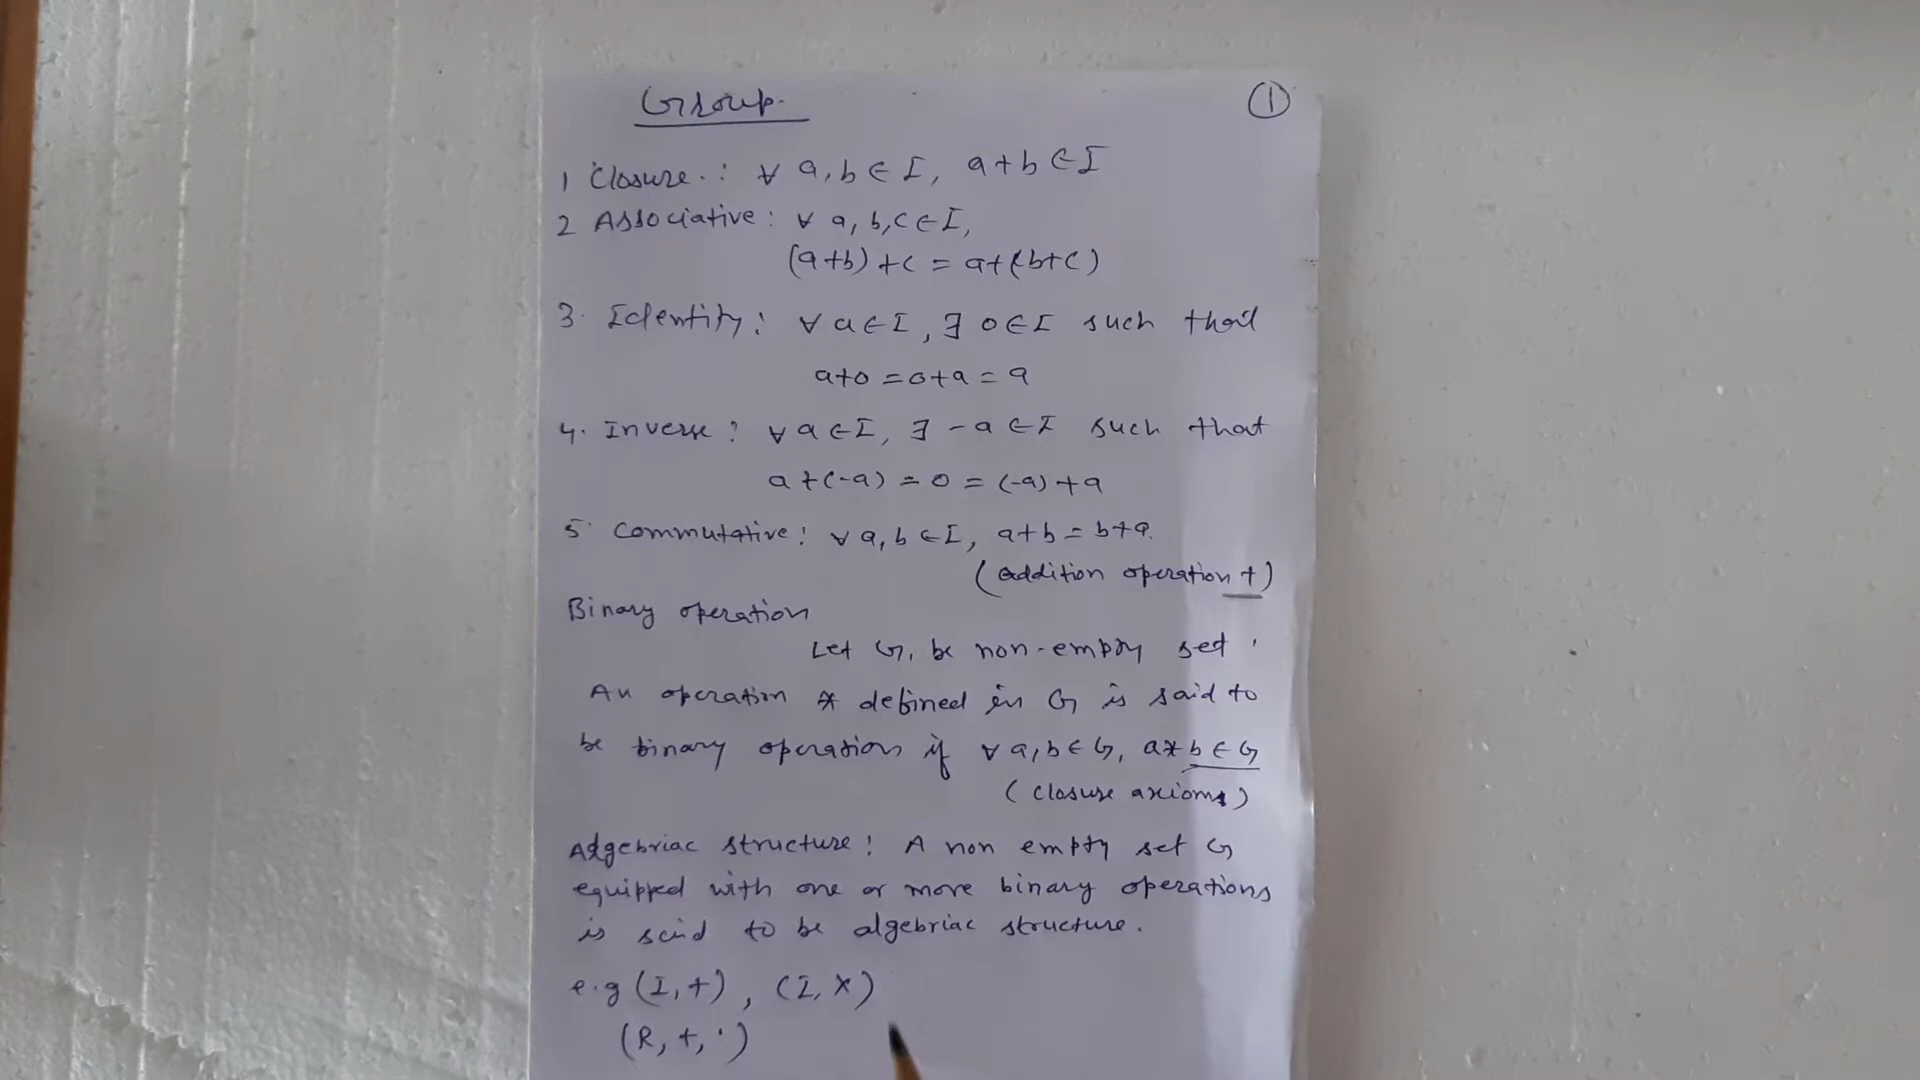 Group.
①
1 Closure.: ∀ a, b ∈ I, a+b ∈ I
2 Associative: ∀ a, b, c ∈ I,
(a+b)+c = a+(b+c)
3. Identity: ∀ a ∈ I, ∃ 0 ∈ I such that
a+0 = 0+a = a
4. Inverse: ∀ a ∈ I, ∃ -a ∈ I such that
a+(-a) = 0 = (-a)+a
5. Commutative: ∀ a, b ∈ I, a+b = b+a.
(addition operation +)
Binary operation
Let G, be non-empty set.
An operation * defined in G is said to
be binary operation if ∀ a, b ∈ G, a*b ∈ G
(closure axioms)
Algebriac structure: A non empty set G
equipped with one or more binary operations
is said to be algebriac structure.
e.g (I, +), (I, ×)
(R, +, ·)